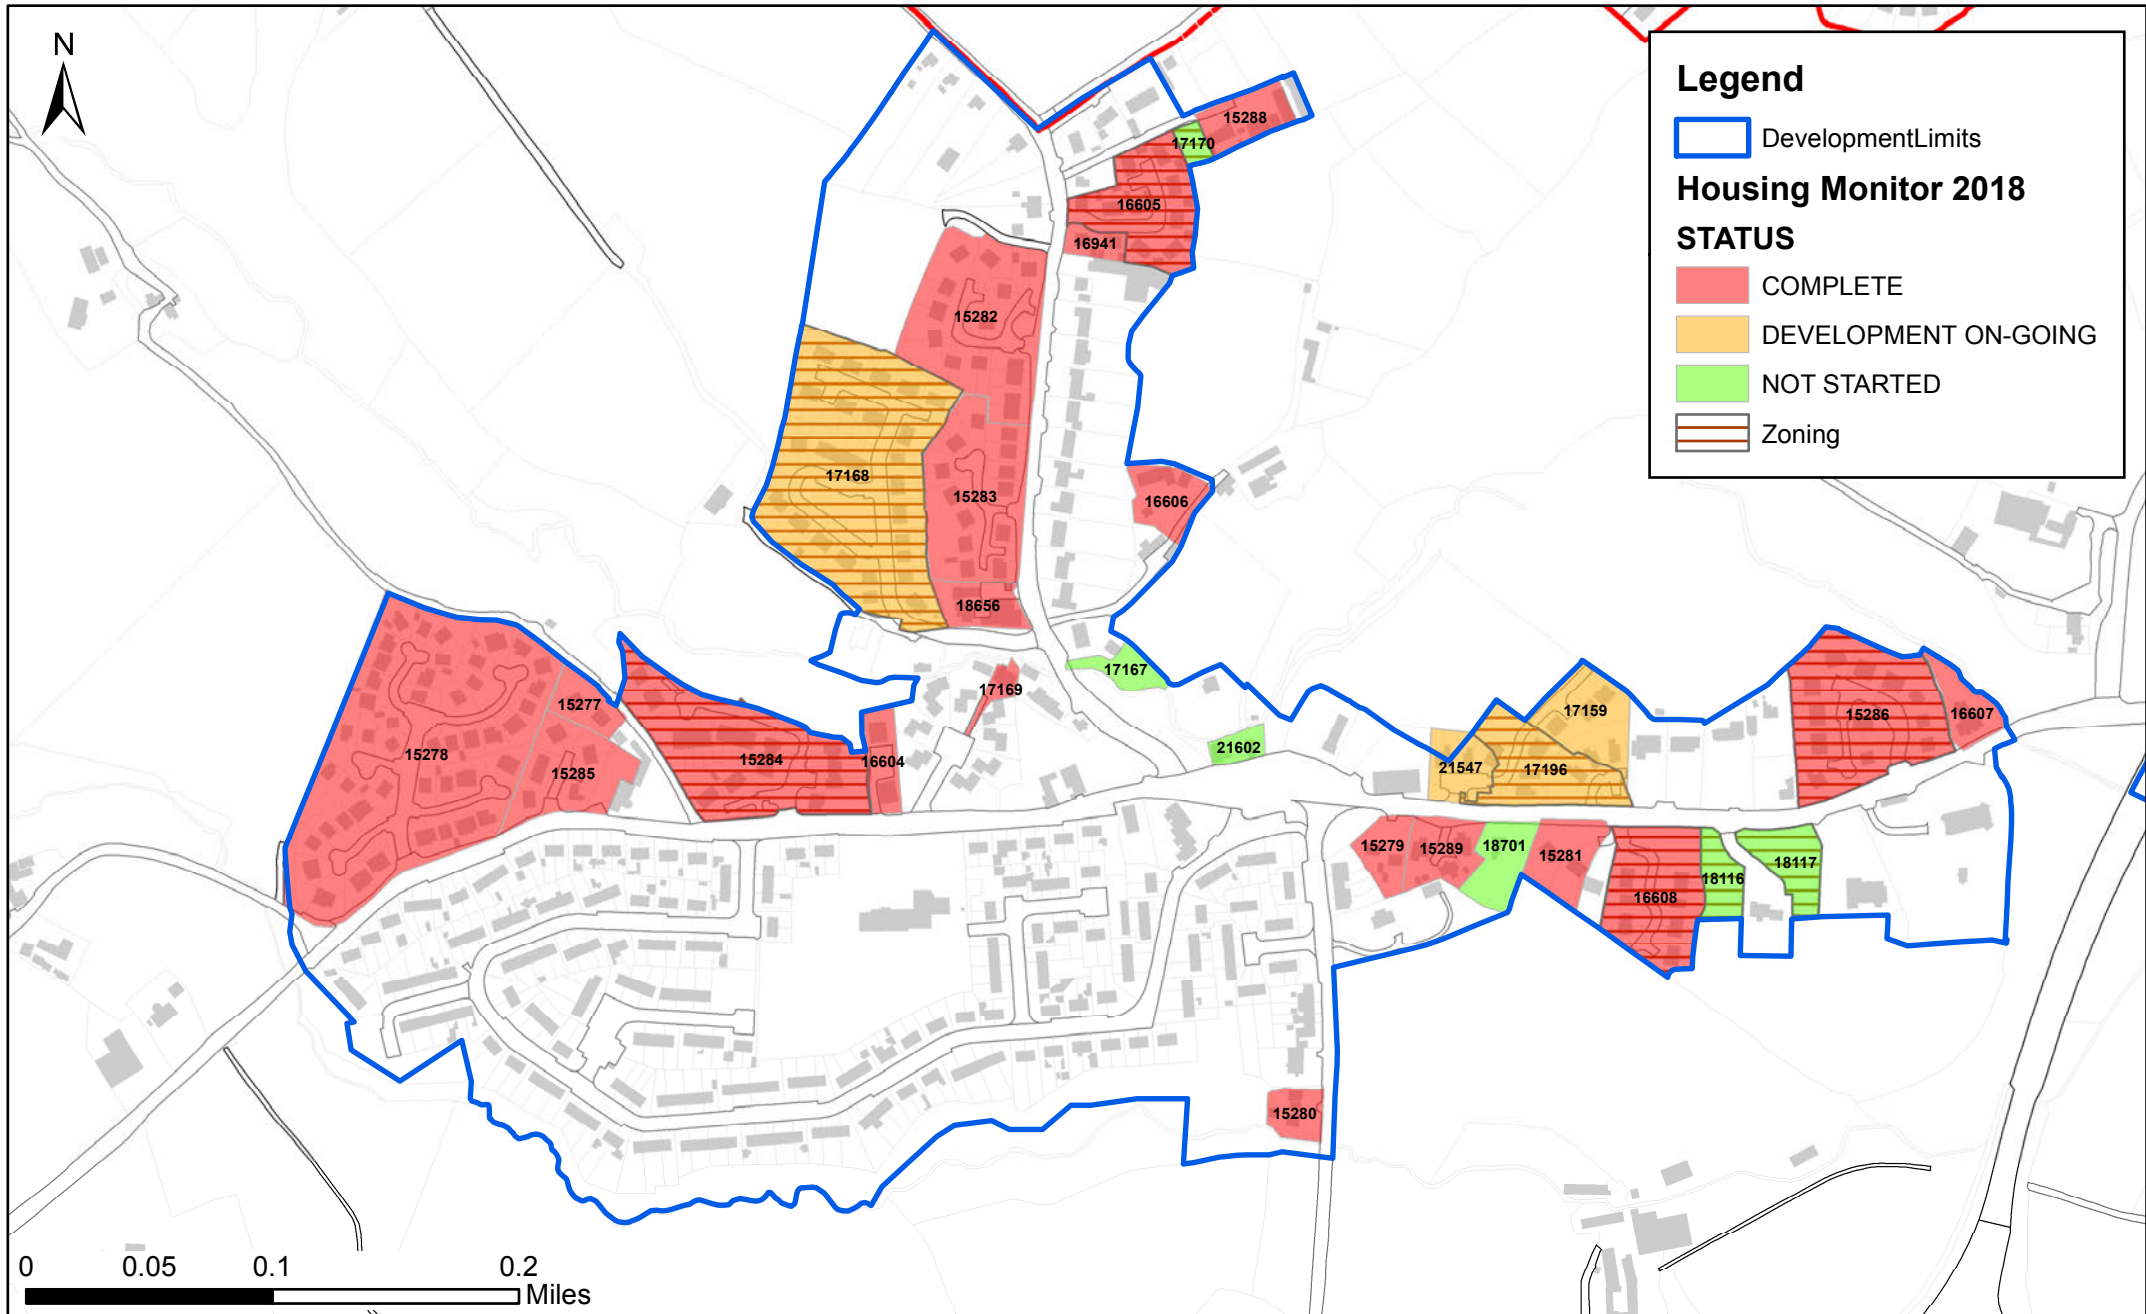 N
Legend
DevelopmentLimits
Housing Monitor 2018
STATUS
COMPLETE
DEVELOPMENT ON-GOING
NOT STARTED
Zoning
15288
17170
16605
16941
15282
17168
15283
16606
18656
17167
17169
15277
15278
15285
15284
16604
21602
21547
17159
17196
15286
16607
15279
15289
18701
15281
16608
18116
18117
15280
0 0.05 0.1 0.2
Miles